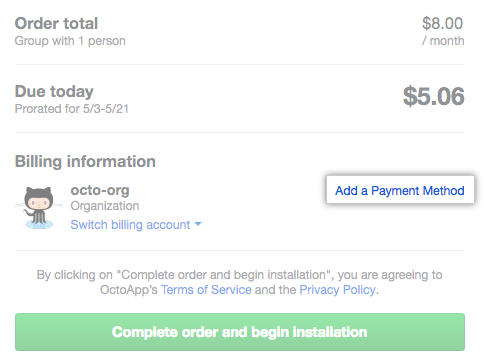 Order total
$8.00
Group with 1 person
/ month
Due today
$5.06
Prorated for 5/3-5/21
Billing information
octo-org
Organization
Add a Payment Method
Switch billing account
By clicking on "Complete order and begin installation", you are agreeing to
OctoApp's Terms of Service and the Privacy Policy.
Complete order and begin installation